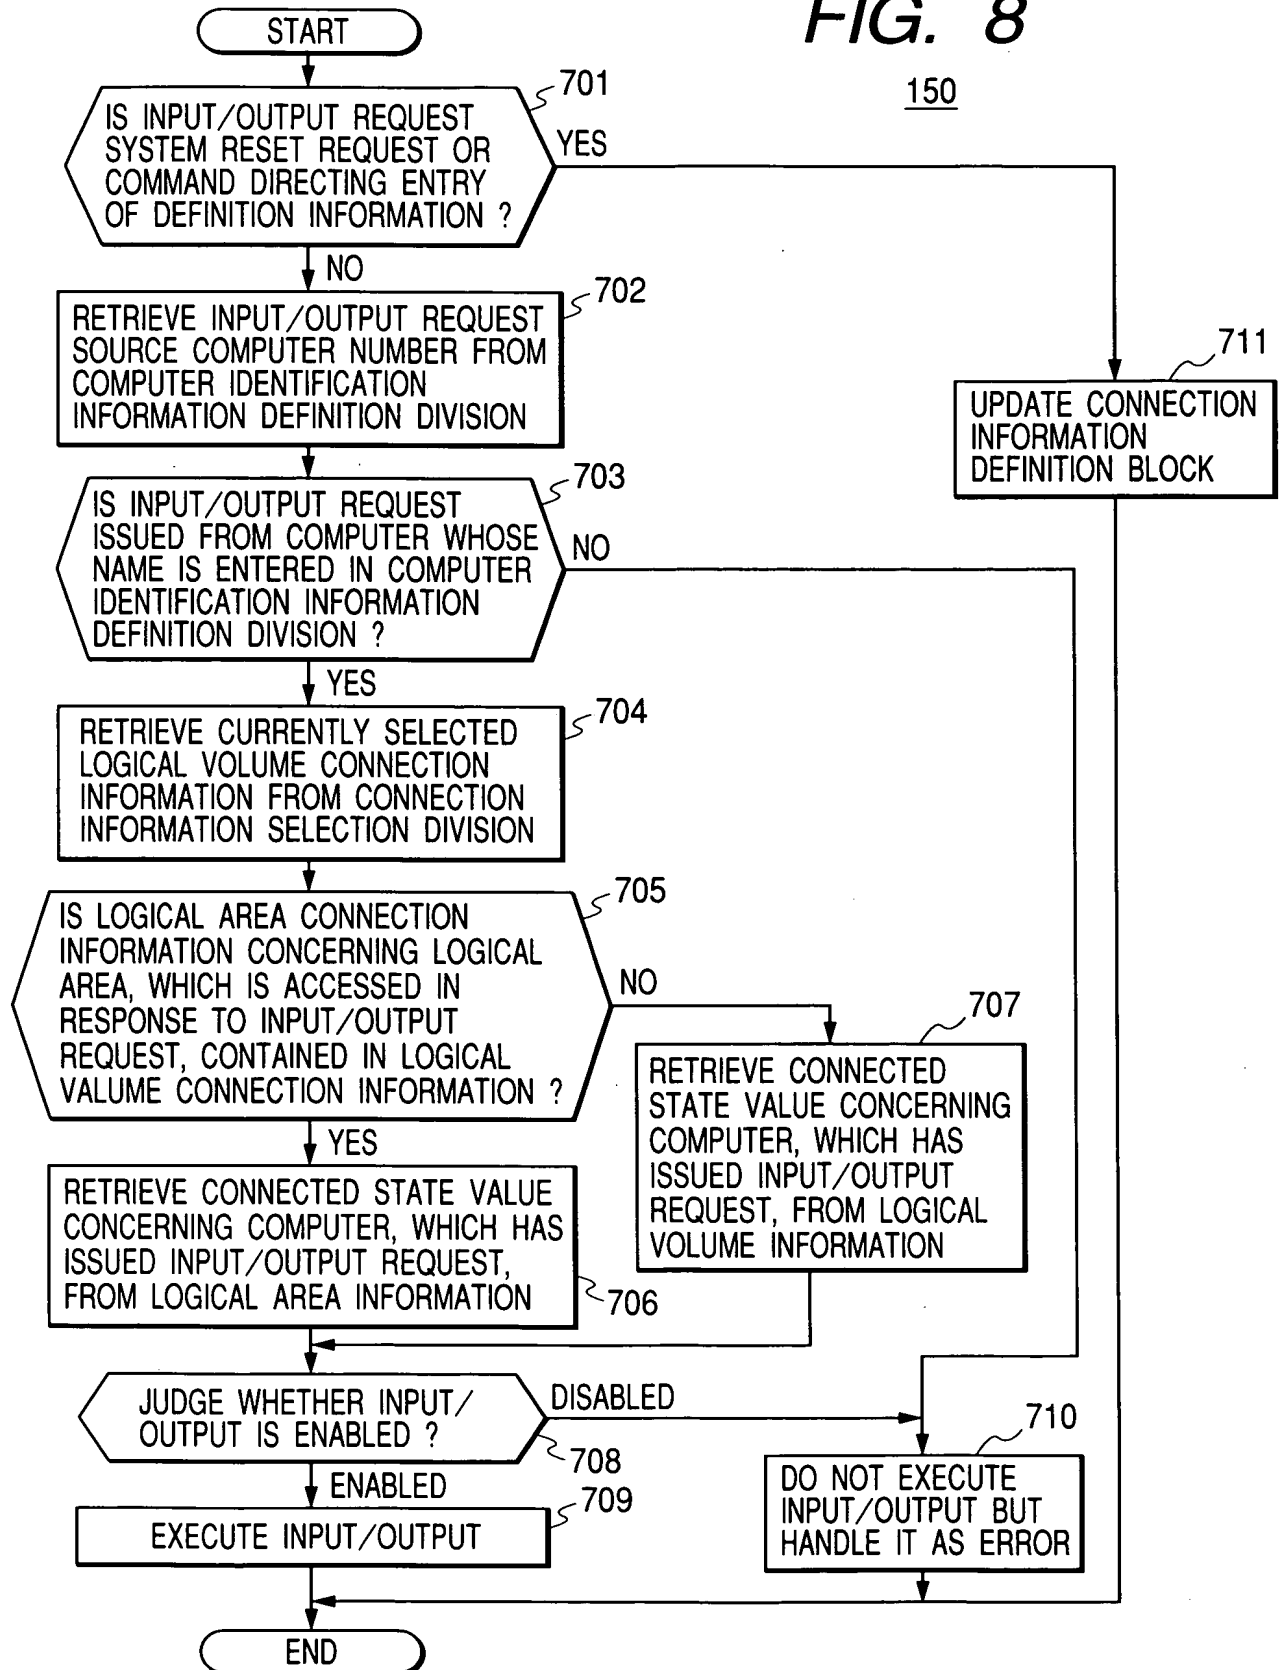 FIG. 8
150
START
701
IS INPUT/OUTPUT REQUEST
SYSTEM RESET REQUEST OR
COMMAND DIRECTING ENTRY
OF DEFINITION INFORMATION ?
YES
NO
702
RETRIEVE INPUT/OUTPUT REQUEST
SOURCE COMPUTER NUMBER FROM
COMPUTER IDENTIFICATION
INFORMATION DEFINITION DIVISION
711
UPDATE CONNECTION
INFORMATION
DEFINITION BLOCK
703
IS INPUT/OUTPUT REQUEST
ISSUED FROM COMPUTER WHOSE
NAME IS ENTERED IN COMPUTER
IDENTIFICATION INFORMATION
DEFINITION DIVISION ?
NO
YES
704
RETRIEVE CURRENTLY SELECTED
LOGICAL VOLUME CONNECTION
INFORMATION FROM CONNECTION
INFORMATION SELECTION DIVISION
705
IS LOGICAL AREA CONNECTION
INFORMATION CONCERNING LOGICAL
AREA, WHICH IS ACCESSED IN
RESPONSE TO INPUT/OUTPUT
REQUEST, CONTAINED IN LOGICAL
VALUME CONNECTION INFORMATION ?
NO
YES
707
RETRIEVE CONNECTED
STATE VALUE CONCERNING
COMPUTER, WHICH HAS
ISSUED INPUT/OUTPUT
REQUEST, FROM LOGICAL
VOLUME INFORMATION
RETRIEVE CONNECTED STATE VALUE
CONCERNING COMPUTER, WHICH HAS
ISSUED INPUT/OUTPUT REQUEST,
FROM LOGICAL AREA INFORMATION
706
JUDGE WHETHER INPUT/
OUTPUT IS ENABLED ?
DISABLED
708
ENABLED
709
EXECUTE INPUT/OUTPUT
710
DO NOT EXECUTE
INPUT/OUTPUT BUT
HANDLE IT AS ERROR
END